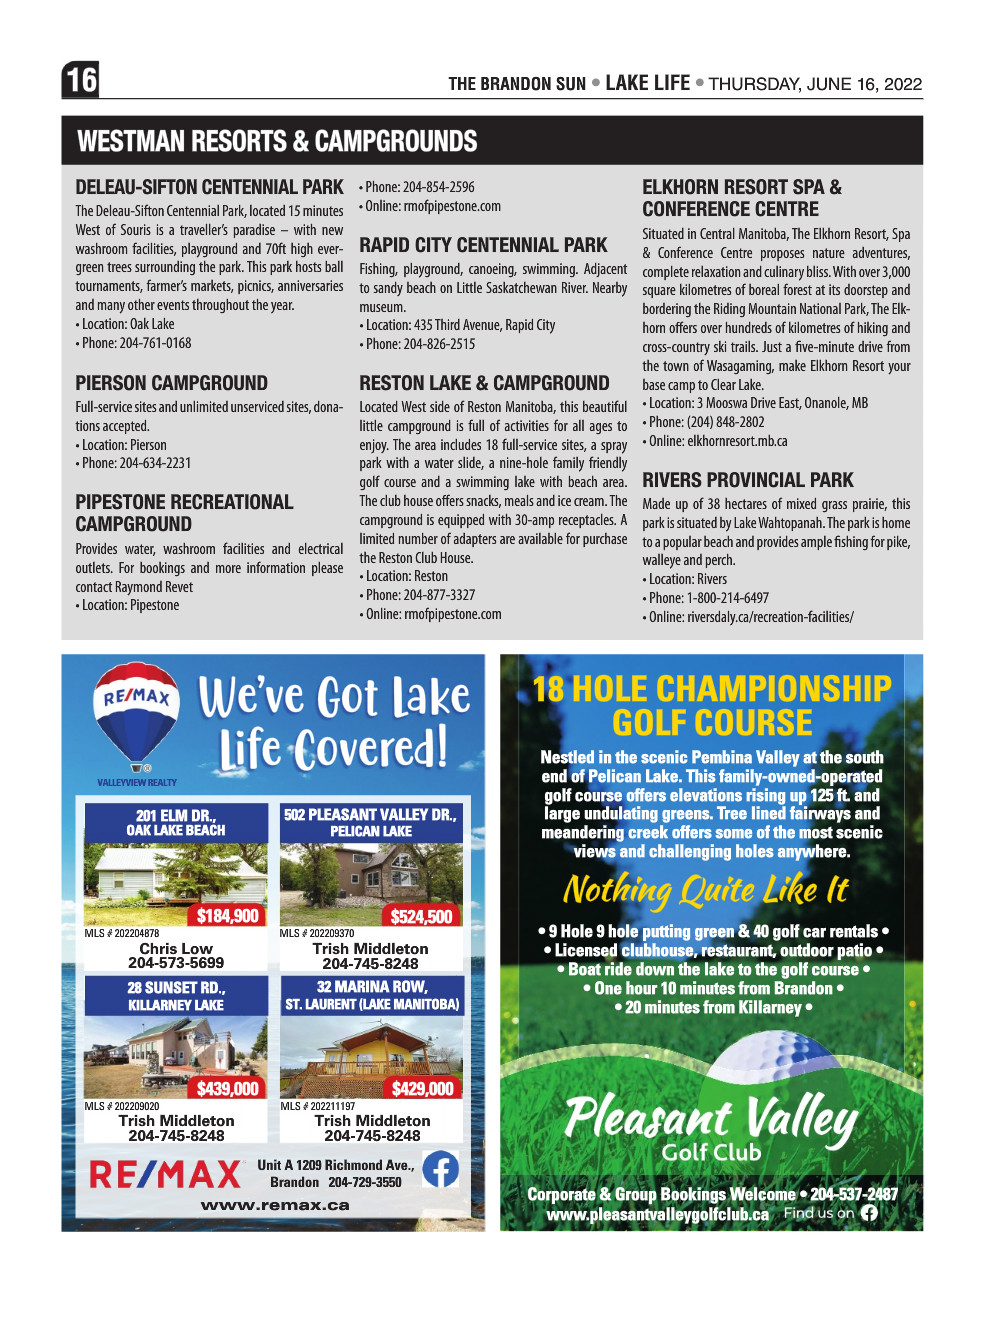 16
THE BRANDON SUN • LAKE LIFE • THURSDAY, JUNE 16, 2022
WESTMAN RESORTS & CAMPGROUNDS
DELEAU-SIFTON CENTENNIAL PARK
The Deleau-Sifton Centennial Park, located 15 minutes
West of Souris is a traveller's paradise – with new
washroom facilities, playground and 70ft high ever-
green trees surrounding the park. This park hosts ball
tournaments, farmer's markets, picnics, anniversaries
and many other events throughout the year.
• Location: Oak Lake
• Phone: 204-761-0168
PIERSON CAMPGROUND
Full-service sites and unlimited unserviced sites, dona-
tions accepted.
• Location: Pierson
• Phone: 204-634-2231
PIPESTONE RECREATIONAL
CAMPGROUND
Provides water, washroom facilities and electrical
outlets. For bookings and more information please
contact Raymond Revet
• Location: Pipestone
• Phone: 204-854-2596
• Online: rmofpipestone.com
RAPID CITY CENTENNIAL PARK
Fishing, playground, canoeing, swimming. Adjacent
to sandy beach on Little Saskatchewan River. Nearby
museum.
• Location: 435 Third Avenue, Rapid City
• Phone: 204-826-2515
RESTON LAKE & CAMPGROUND
Located West side of Reston Manitoba, this beautiful
little campground is full of activities for all ages to
enjoy. The area includes 18 full-service sites, a spray
park with a water slide, a nine-hole family friendly
golf course and a swimming lake with beach area.
The club house offers snacks, meals and ice cream. The
campground is equipped with 30-amp receptacles. A
limited number of adapters are available for purchase
the Reston Club House.
• Location: Reston
• Phone: 204-877-3327
• Online: rmofpipestone.com
ELKHORN RESORT SPA &
CONFERENCE CENTRE
Situated in Central Manitoba, The Elkhorn Resort, Spa
& Conference Centre proposes nature adventures,
complete relaxation and culinary bliss. With over 3,000
square kilometres of boreal forest at its doorstep and
bordering the Riding Mountain National Park, The Elk-
horn offers over hundreds of kilometres of hiking and
cross-country ski trails. Just a five-minute drive from
the town of Wasagaming, make Elkhorn Resort your
base camp to Clear Lake.
• Location: 3 Mooswa Drive East, Onanole, MB
• Phone: (204) 848-2802
• Online: elkhornresort.mb.ca
RIVERS PROVINCIAL PARK
Made up of 38 hectares of mixed grass prairie, this
park is situated by Lake Wahtopanah. The park is home
to a popular beach and provides ample fishing for pike,
walleye and perch.
• Location: Rivers
• Phone: 1-800-214-6497
• Online: riversdaly.ca/recreation-facilities/
RE/MAX
®
VALLEYVIEW REALTY
We've Got Lake
Life Covered!
201 ELM DR.,
OAK LAKE BEACH
$184,900
MLS # 202204878
Chris Low
204-573-5699
502 PLEASANT VALLEY DR.,
PELICAN LAKE
$524,500
MLS # 202209370
Trish Middleton
204-745-8248
28 SUNSET RD.,
KILLARNEY LAKE
$439,000
MLS # 202209020
Trish Middleton
204-745-8248
32 MARINA ROW,
ST. LAURENT (LAKE MANITOBA)
$429,000
MLS # 202211197
Trish Middleton
204-745-8248
RE/MAX
Unit A 1209 Richmond Ave.,
Brandon 204-729-3550
www.remax.ca
18 HOLE CHAMPIONSHIP
GOLF COURSE
Nestled in the scenic Pembina Valley at the south
end of Pelican Lake. This family-owned-operated
golf course offers elevations rising up 125 ft. and
large undulating greens. Tree lined fairways and
meandering creek offers some of the most scenic
views and challenging holes anywhere.
Nothing Quite Like It
• 9 Hole 9 hole putting green & 40 golf car rentals •
• Licensed clubhouse, restaurant, outdoor patio •
• Boat ride down the lake to the golf course •
• One hour 10 minutes from Brandon •
• 20 minutes from Killarney •
Pleasant Valley
Golf Club
Corporate & Group Bookings Welcome • 204-537-2487
www.pleasantvalleygolfclub.ca Find us on